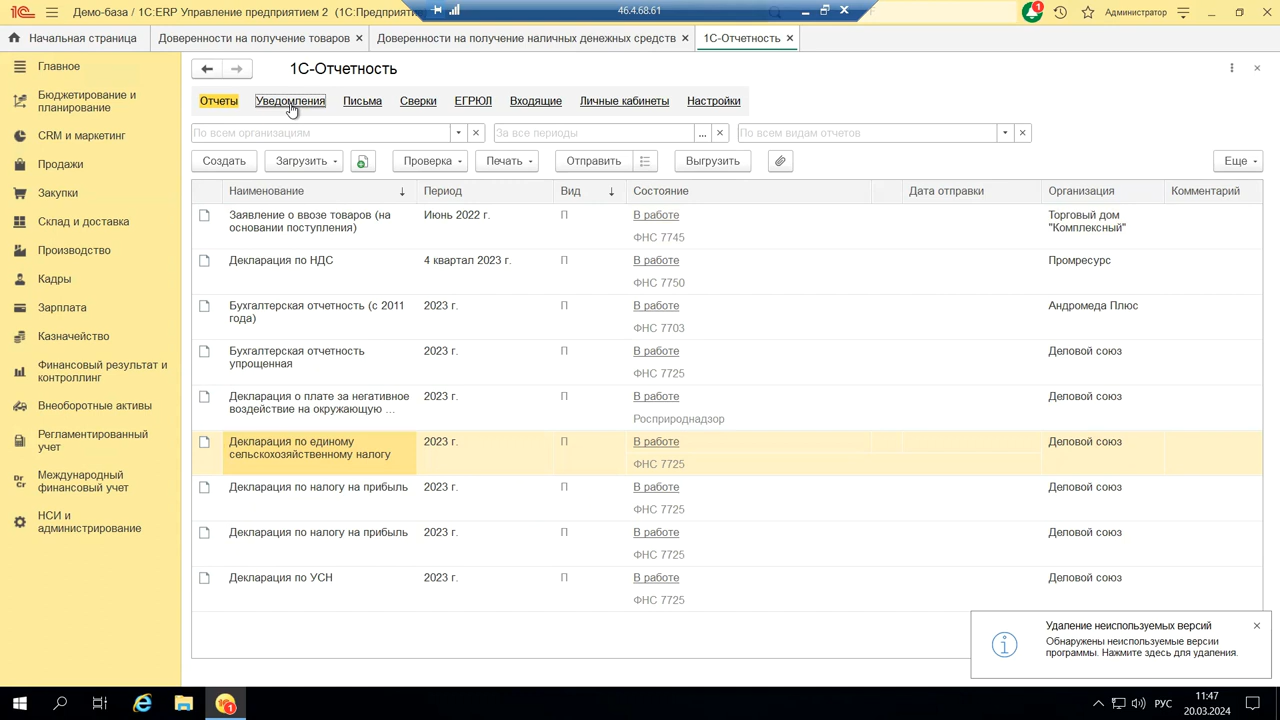 Демо-база / 1С:ERP Управление предприятием 2 (1С:Предприятие
46.4.68.61
1
Администратор
Начальная страница
Доверенности на получение товаров
Доверенности на получение наличных денежных средств
1С-Отчетность
Главное
Бюджетирование и
планирование
CRM и маркетинг
Продажи
Закупки
Склад и доставка
Производство
Кадры
Зарплата
Казначейство
Финансовый результат и
контроллинг
Внеоборотные активы
Регламентированный
учет
Международный
финансовый учет
НСИ и
администрирование
1С-Отчетность
Отчеты Уведомления Письма Сверки ЕГРЮЛ Входящие Личные кабинеты Настройки
По всем организациям За все периоды ... По всем видам отчетов
Создать Загрузить Проверка Печать Отправить Выгрузить Еще
Наименование Период Вид Состояние Дата отправки Организация Комментарий
Заявление о ввозе товаров (на
основании поступления)
Июнь 2022 г.
П
В работе
ФНС 7745
Торговый дом
"Комплексный"
Декларация по НДС 4 квартал 2023 г. П В работе Промресурс
ФНС 7750
Бухгалтерская отчетность (с 2011
года)
2023 г.
П
В работе
ФНС 7703
Андромеда Плюс
Бухгалтерская отчетность
упрощенная
2023 г.
П
В работе
ФНС 7725
Деловой союз
Декларация о плате за негативное
воздействие на окружающую ...
2023 г.
П
В работе
Росприроднадзор
Деловой союз
Декларация по единому
сельскохозяйственному налогу
2023 г.
П
В работе
ФНС 7725
Деловой союз
Декларация по налогу на прибыль 2023 г. П В работе Деловой союз
ФНС 7725
Декларация по налогу на прибыль 2023 г. П В работе Деловой союз
ФНС 7725
Декларация по УСН 2023 г. П В работе Деловой союз
ФНС 7725
Удаление неиспользуемых версий
Обнаружены неиспользуемые версии
программы. Нажмите здесь для удаления.
РУС
11:47
20.03.2024